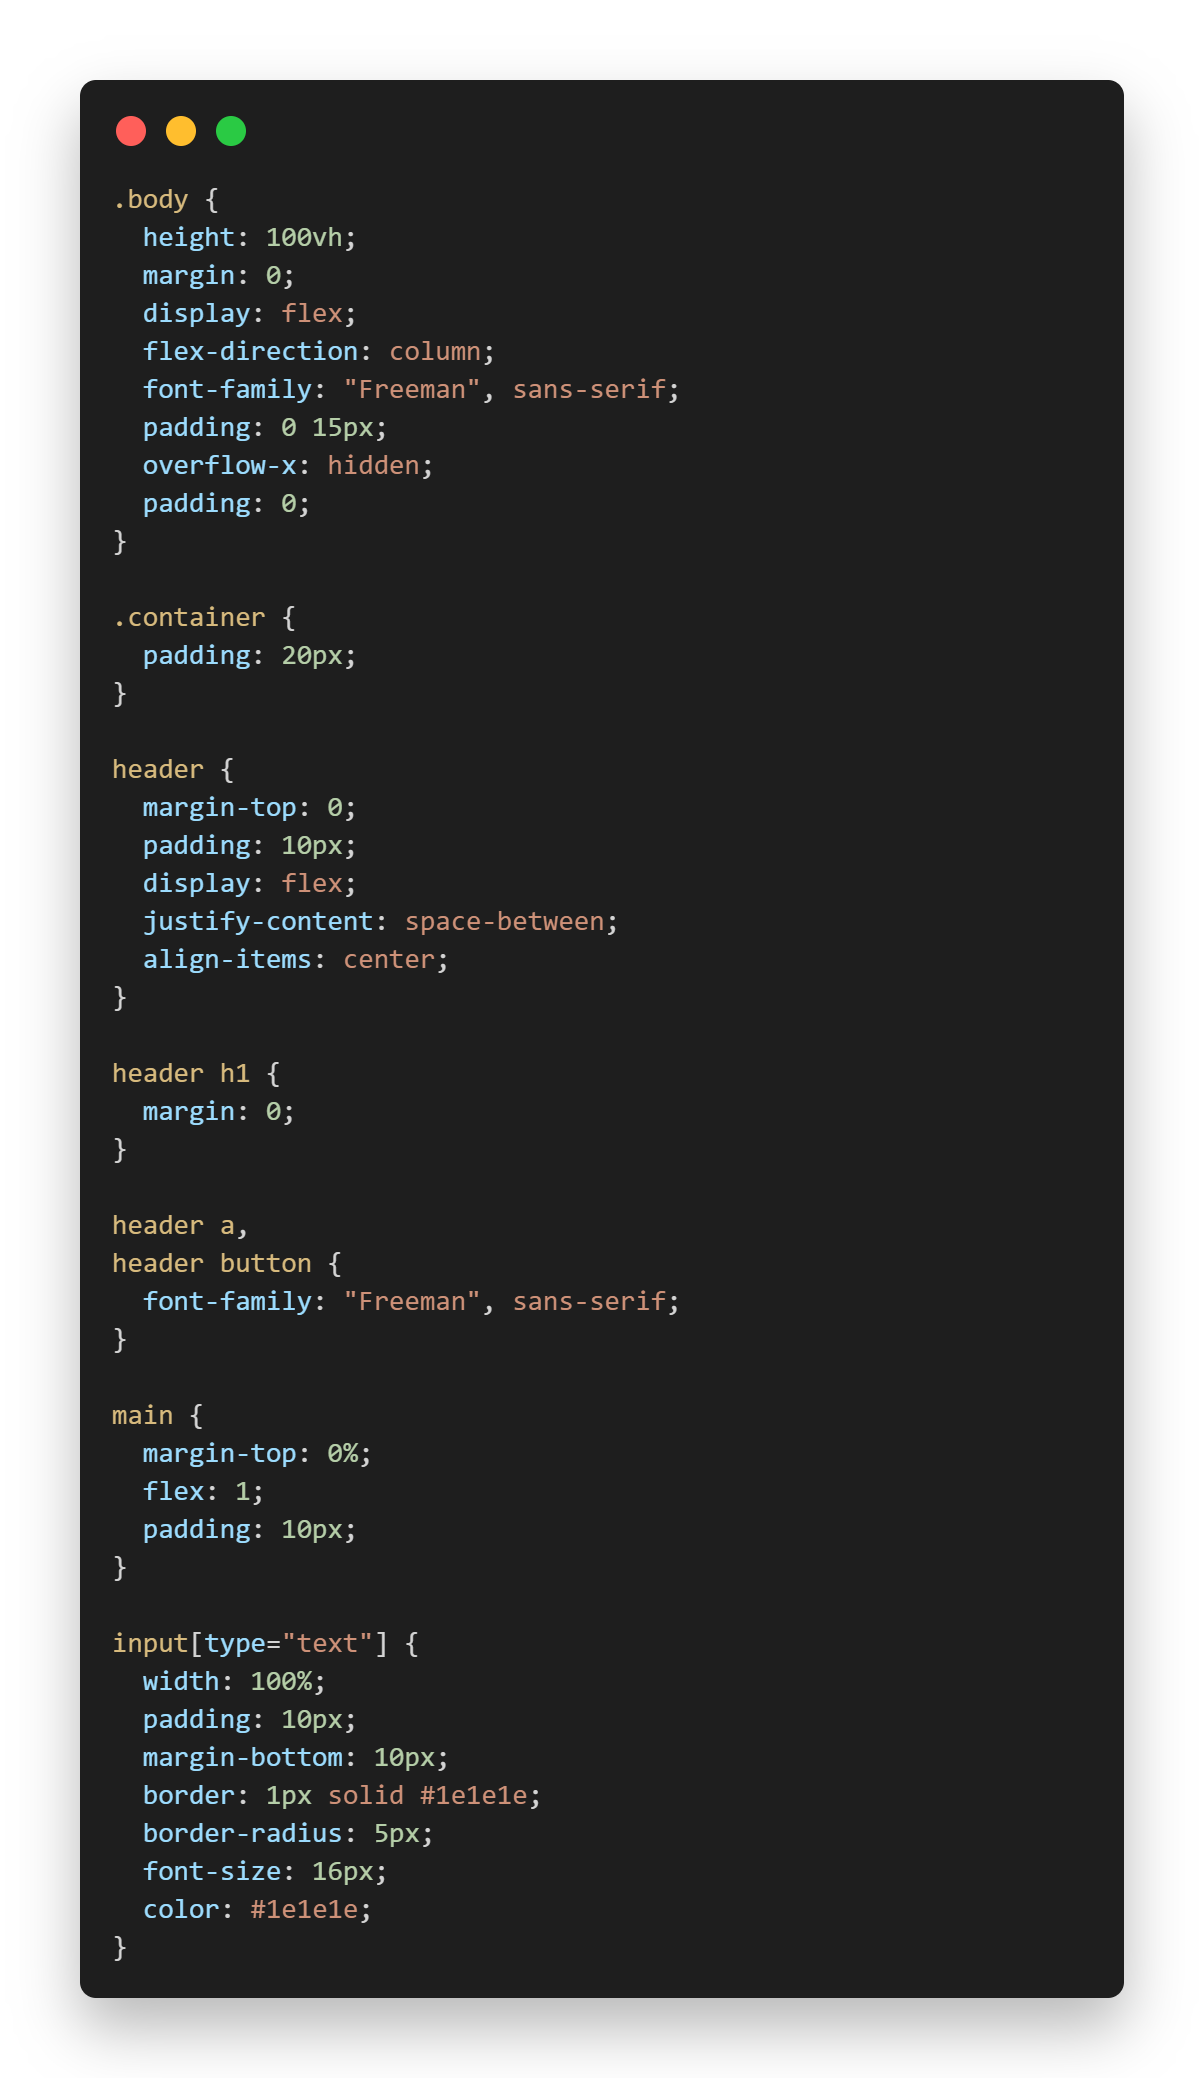 .body {
  height: 100vh;
  margin: 0;
  display: flex;
  flex-direction: column;
  font-family: "Freeman", sans-serif;
  padding: 0 15px;
  overflow-x: hidden;
  padding: 0;
}

.container {
  padding: 20px;
}

header {
  margin-top: 0;
  padding: 10px;
  display: flex;
  justify-content: space-between;
  align-items: center;
}

header h1 {
  margin: 0;
}

header a,
header button {
  font-family: "Freeman", sans-serif;
}

main {
  margin-top: 0%;
  flex: 1;
  padding: 10px;
}

input[type="text"] {
  width: 100%;
  padding: 10px;
  margin-bottom: 10px;
  border: 1px solid #1e1e1e;
  border-radius: 5px;
  font-size: 16px;
  color: #1e1e1e;
}